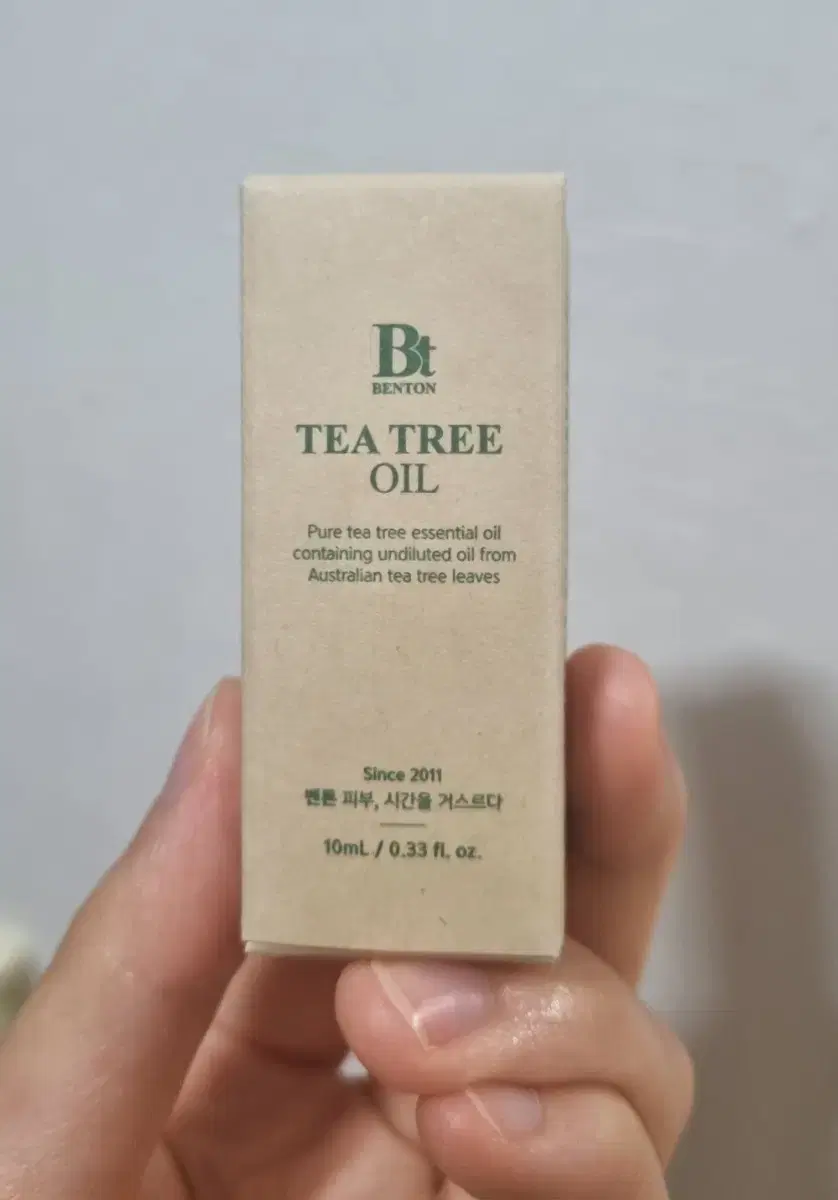 Bt
BENTON
TEA TREE
OIL
Pure tea tree essential oil
containing undiluted oil from
Australian tea tree leaves
Since 2011
벤튼 피부, 시간을 거스르다
10mL / 0.33 fl. oz.